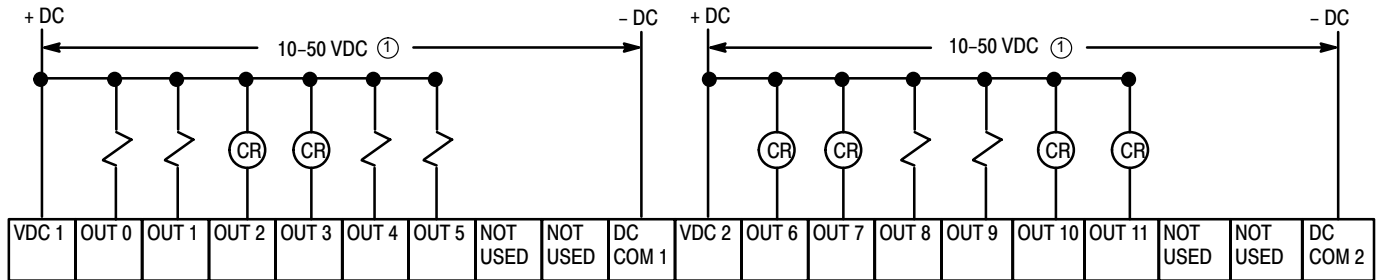 + DC – DC + DC – DC
10–50 VDC ① 10–50 VDC ①
CR CR CR CR CR CR
VDC 1 OUT 0 OUT 1 OUT 2 OUT 3 OUT 4 OUT 5 NOT USED NOT USED DC COM 1 VDC 2 OUT 6 OUT 7 OUT 8 OUT 9 OUT 10 OUT 11 NOT USED NOT USED DC COM 2